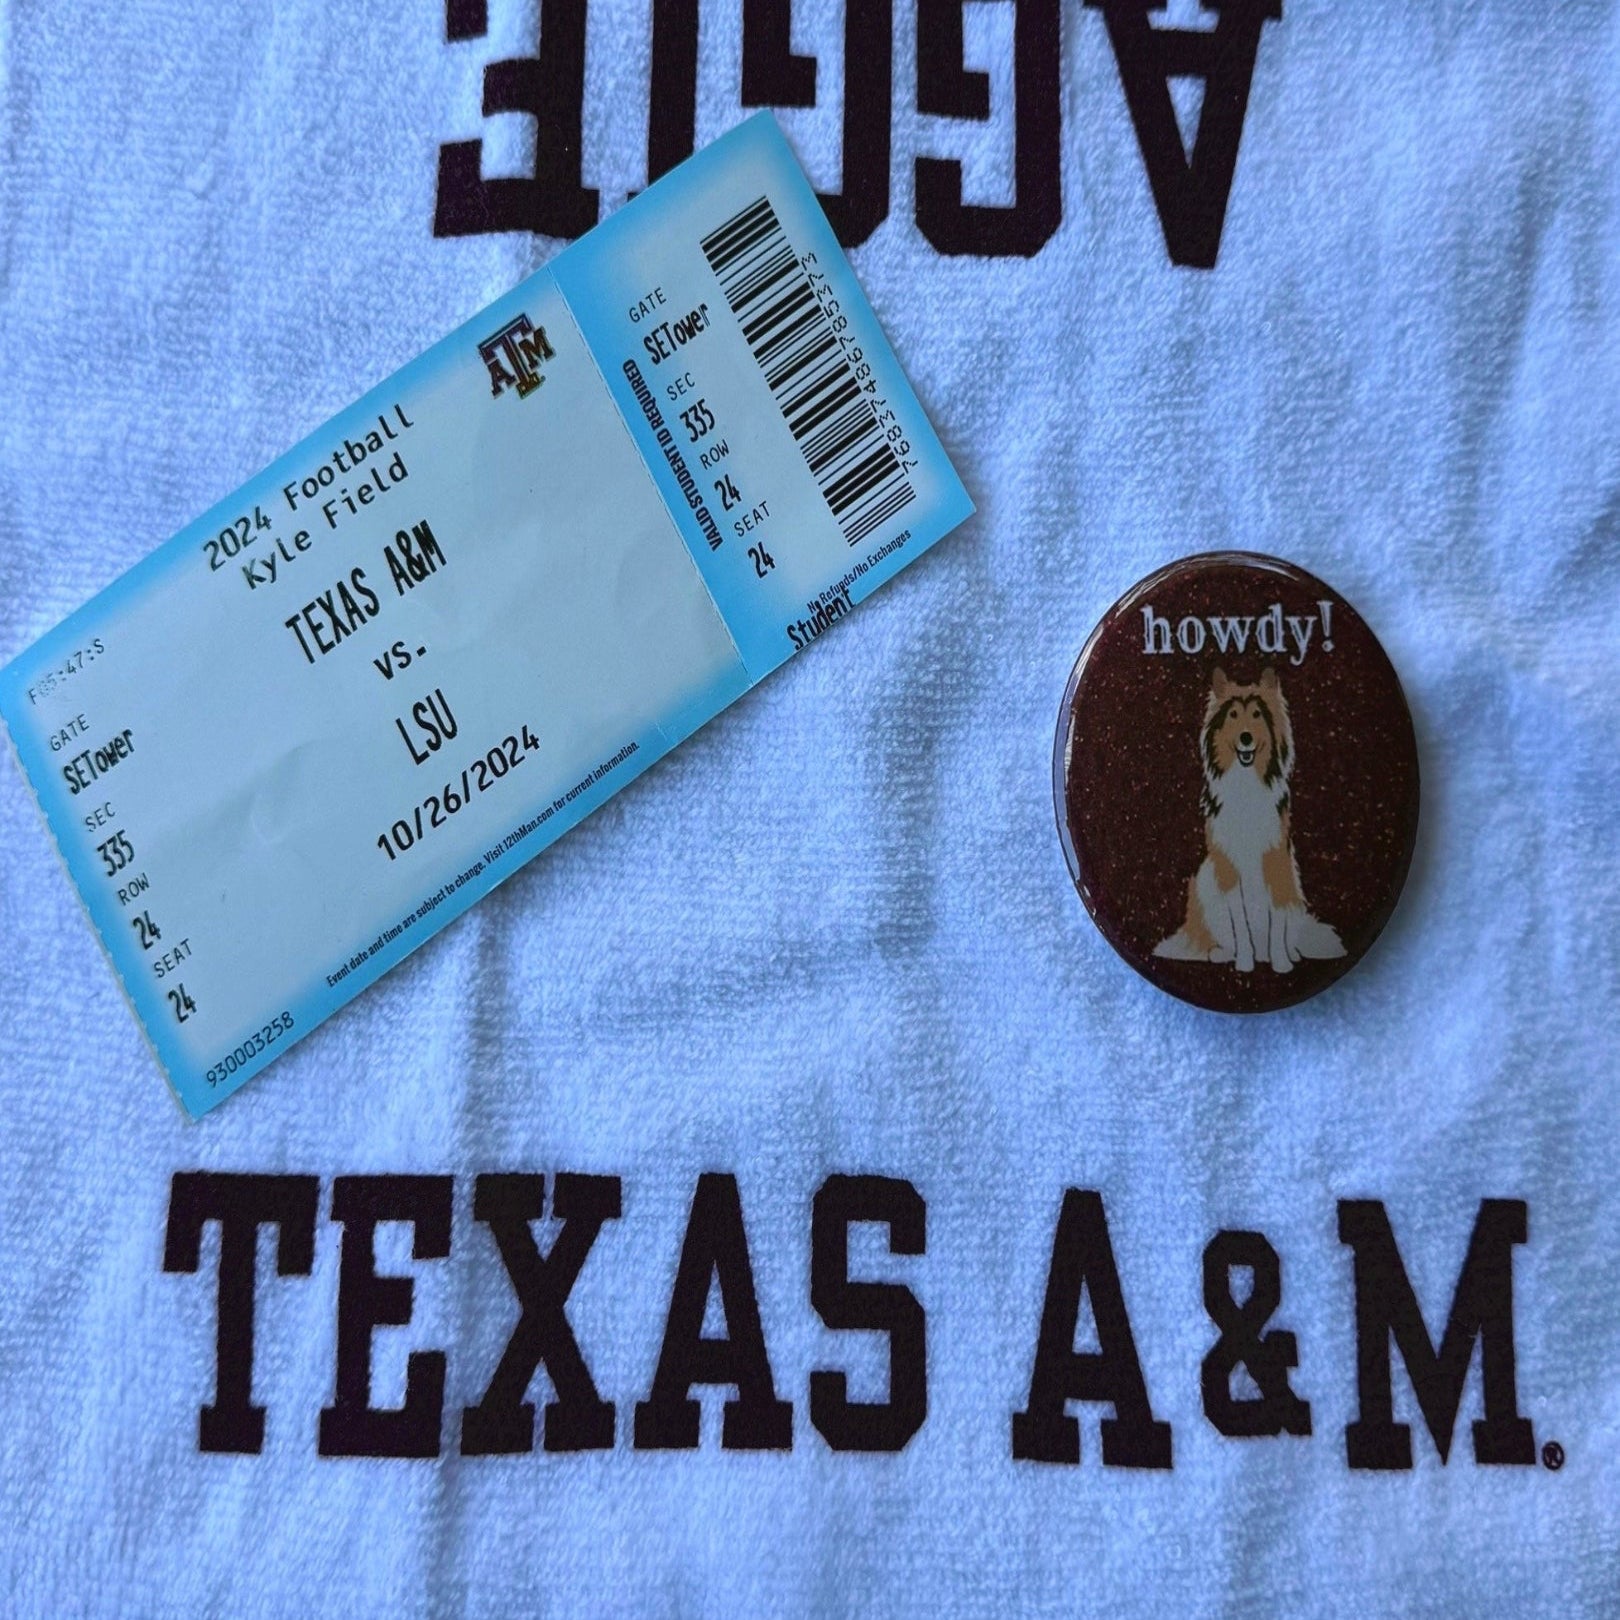 AGGIE
2024 Football
Kyle Field
TEXAS A&M
vs.
LSU
10/26/2024
Event date and time are subject to change. Visit 12thMan.com for current information.
GATE
SETower
SEC
335
ROW
24
SEAT
24
930003258
ATM
VALID STUDENT ID REQUIRED
GATE
SETower
SEC
335
ROW
24
SEAT
24
No Refunds/No Exchanges
Student
howdy!
TEXAS A&M®